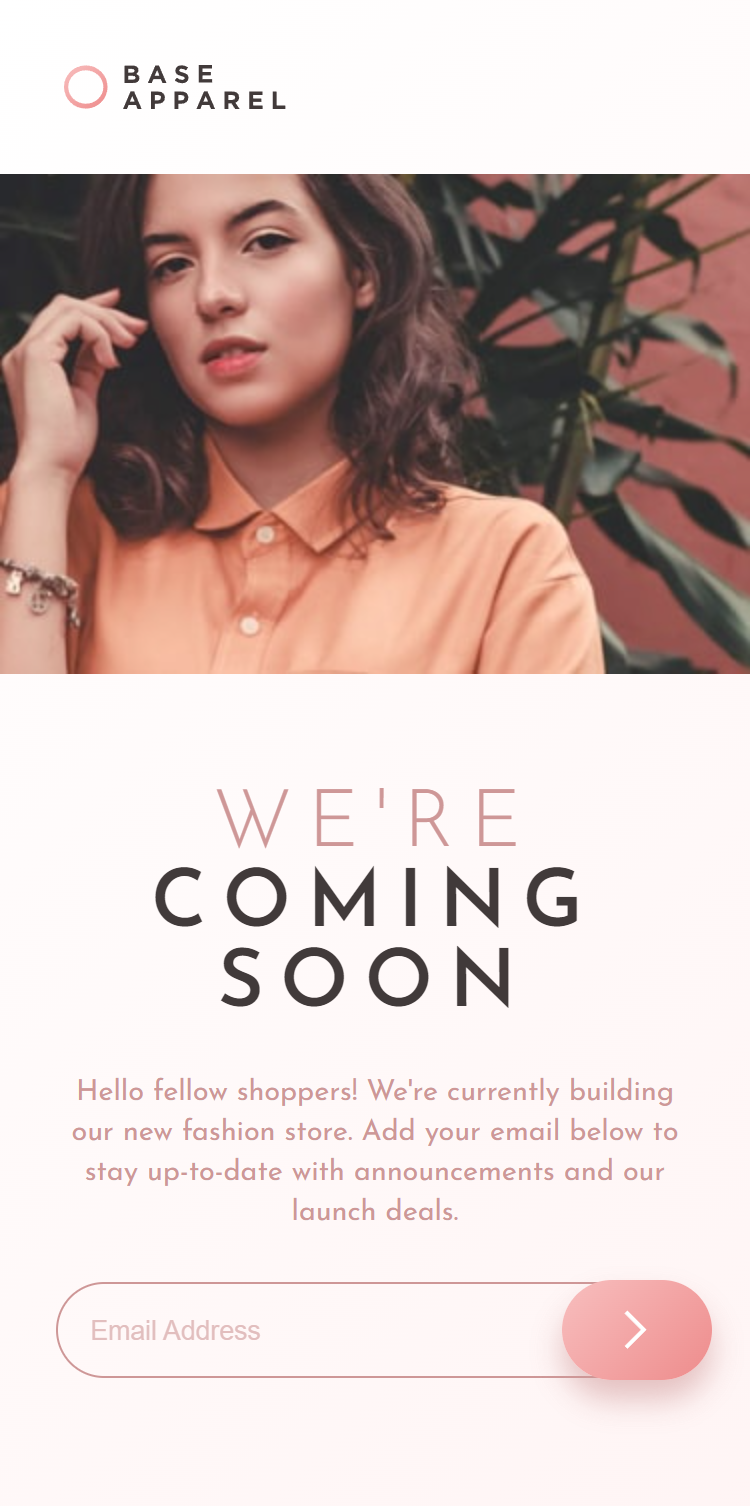 BASE
APPAREL
WE'RE
COMING
SOON
Hello fellow shoppers! We're currently building
our new fashion store. Add your email below to
stay up-to-date with announcements and our
launch deals.
Email Address